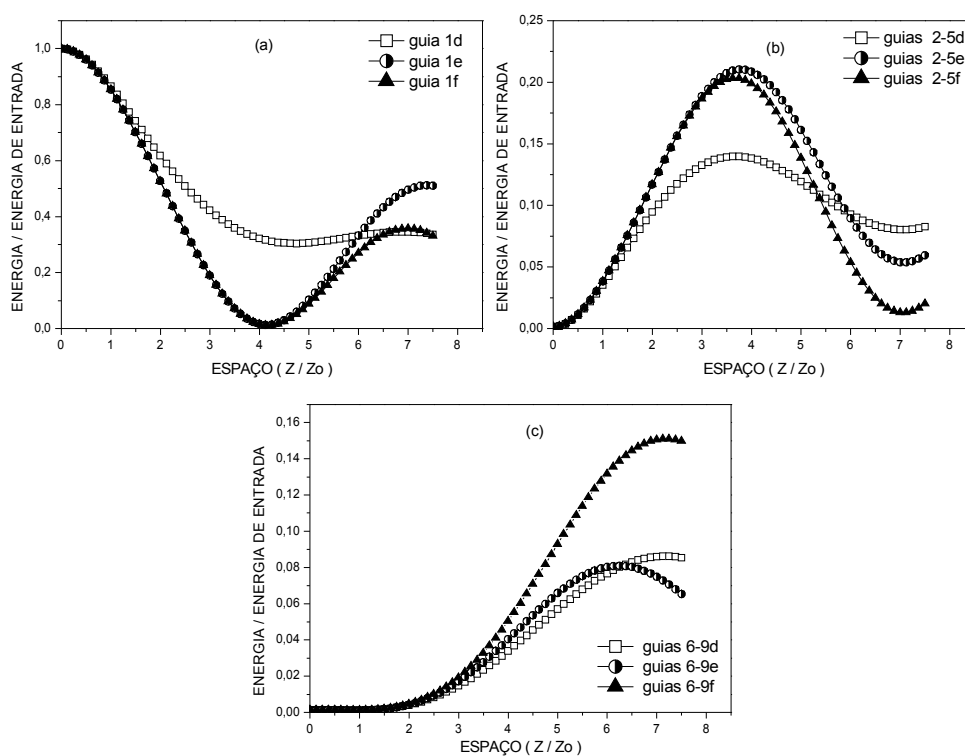 (a)
guia 1d
guia 1e
guia 1f
ENERGIA / ENERGIA DE ENTRADA
1,0
0,8
0,6
0,4
0,2
0,0
0 1 2 3 4 5 6 7 8
ESPAÇO ( Z / Zo )
(b)
guias 2-5d
guias 2-5e
guias 2-5f
ENERGIA / ENERGIA DE ENTRADA
0,25
0,20
0,15
0,10
0,05
0,00
0 1 2 3 4 5 6 7 8
ESPAÇO ( Z / Zo )
(c)
ENERGIA / ENERGIA DE ENTRADA
0,16
0,14
0,12
0,10
0,08
0,06
0,04
0,02
0,00
guias 6-9d
guias 6-9e
guias 6-9f
0 1 2 3 4 5 6 7 8
ESPAÇO ( Z / Zo )